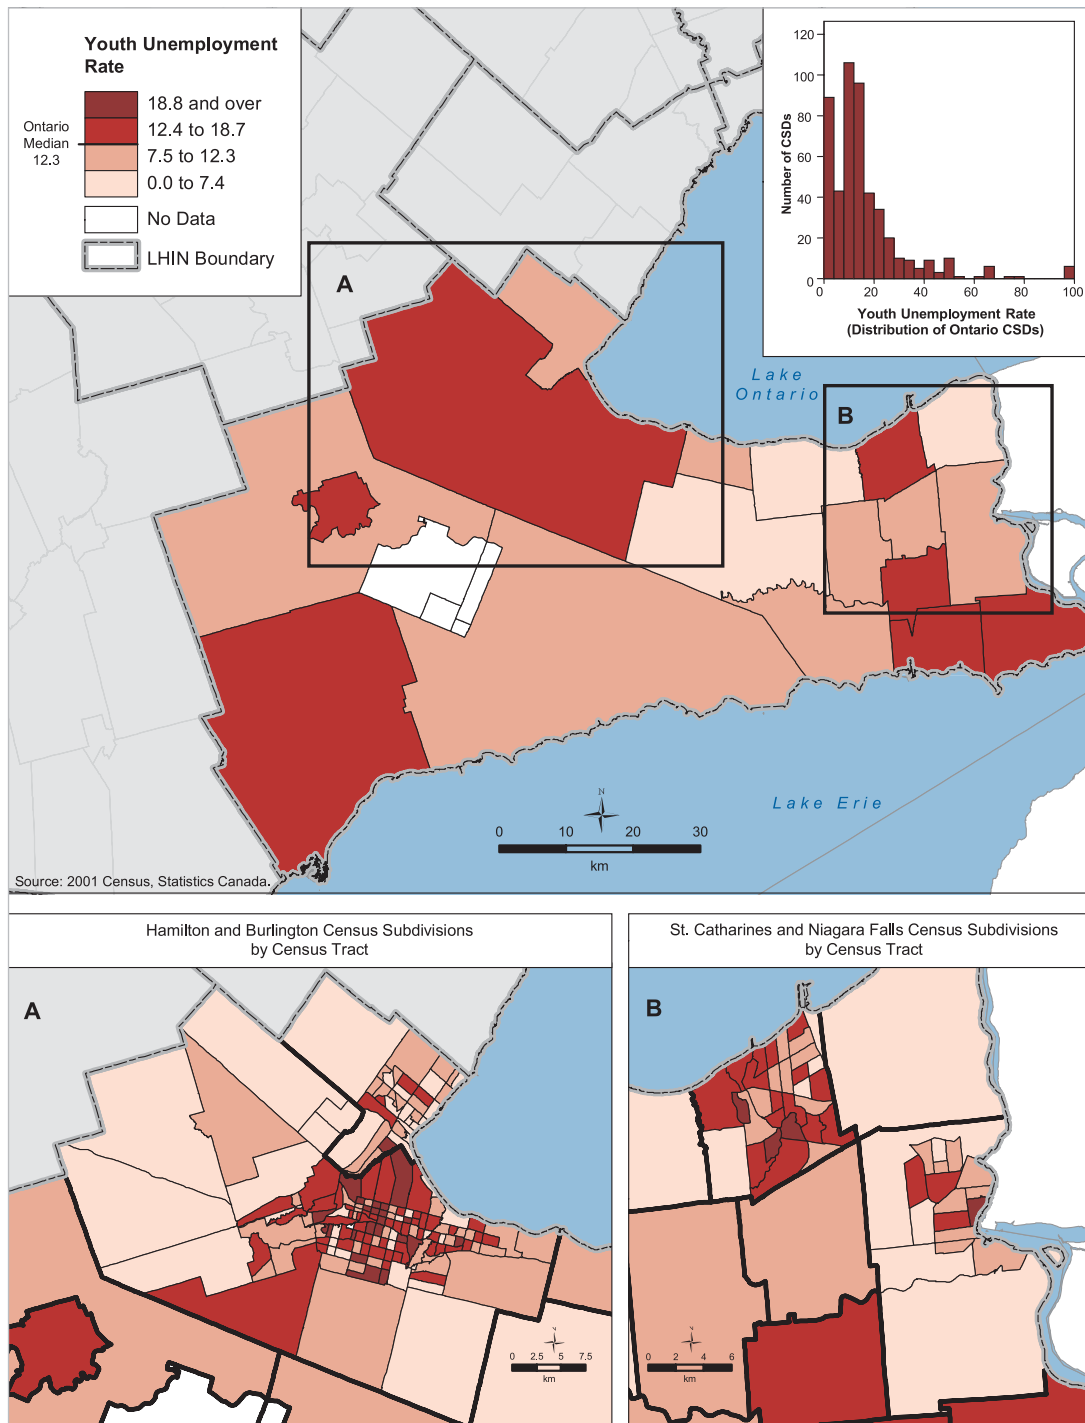 Youth Unemployment
Rate
Ontario
Median
12.3
18.8 and over
12.4 to 18.7
7.5 to 12.3
0.0 to 7.4
No Data
LHIN Boundary
120
100
80
60
40
20
0
Number of CSDs
0 20 40 60 80 100
Youth Unemployment Rate
(Distribution of Ontario CSDs)
A
Lake
Ontario
B
Lake Erie
N
0 10 20 30
km
Source: 2001 Census, Statistics Canada.
Hamilton and Burlington Census Subdivisions
by Census Tract
A
N
0 2.5 5 7.5
km
St. Catharines and Niagara Falls Census Subdivisions
by Census Tract
B
N
0 2 4 6
km